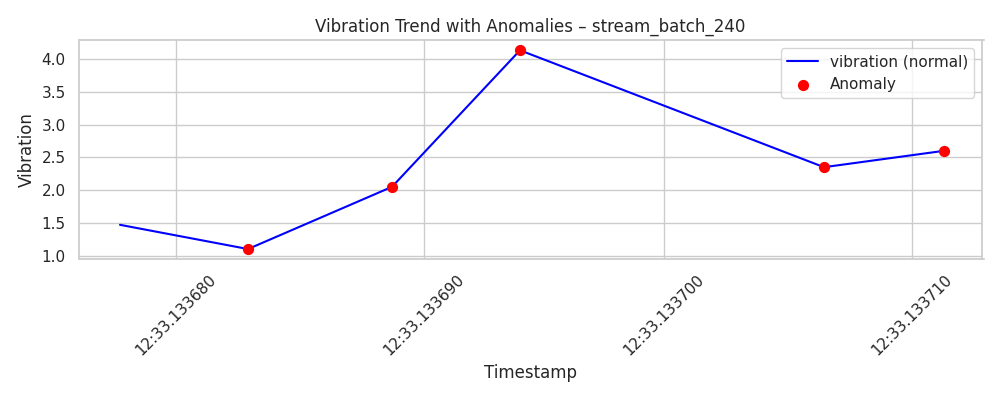 Vibration Trend with Anomalies – stream_batch_240
vibration (normal)
Anomaly
Vibration
4.0
3.5
3.0
2.5
2.0
1.5
1.0
12:33.133680
12:33.133690
12:33.133700
12:33.133710
Timestamp